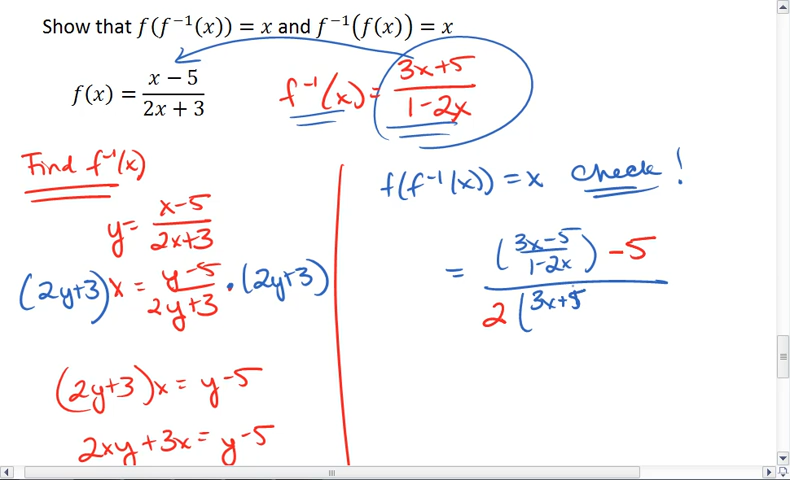 Show that f(f⁻¹(x)) = x and f⁻¹(f(x)) = x
f(x) = (x − 5)/(2x + 3)
f⁻¹(x) = (3x+5)/(1−2x)
Find f⁻¹(x)
y = (x−5)/(2x+3)
(2y+3)x = (y−5)/(2y+3) · (2y+3)
(2y+3)x = y−5
2xy+3x = y−5
f(f⁻¹(x)) = x check!
= ((3x−5)/(1−2x)) −5
2(3x+5